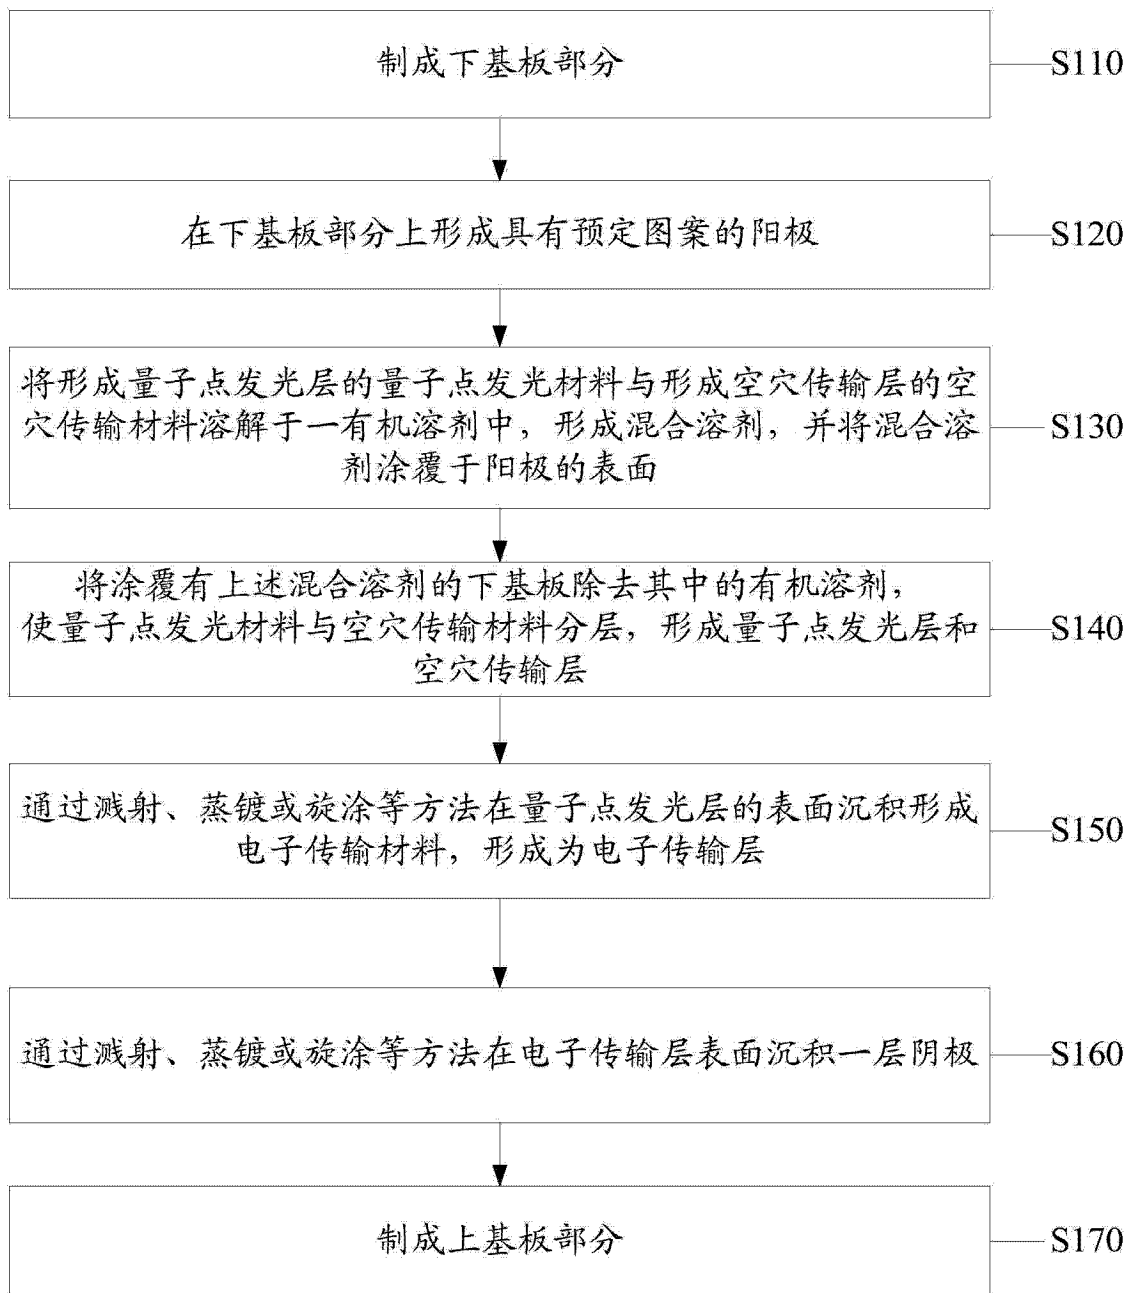 制成下基板部分
S110
在下基板部分上形成具有预定图案的阳极
S120
将形成量子点发光层的量子点发光材料与形成空穴传输层的空
穴传输材料溶解于一有机溶剂中，形成混合溶剂，并将混合溶
剂涂覆于阳极的表面
S130
将涂覆有上述混合溶剂的下基板除去其中的有机溶剂，
使量子点发光材料与空穴传输材料分层，形成量子点发光层和
空穴传输层
S140
通过溅射、蒸镀或旋涂等方法在量子点发光层的表面沉积形成
电子传输材料，形成为电子传输层
S150
通过溅射、蒸镀或旋涂等方法在电子传输层表面沉积一层阴极
S160
制成上基板部分
S170